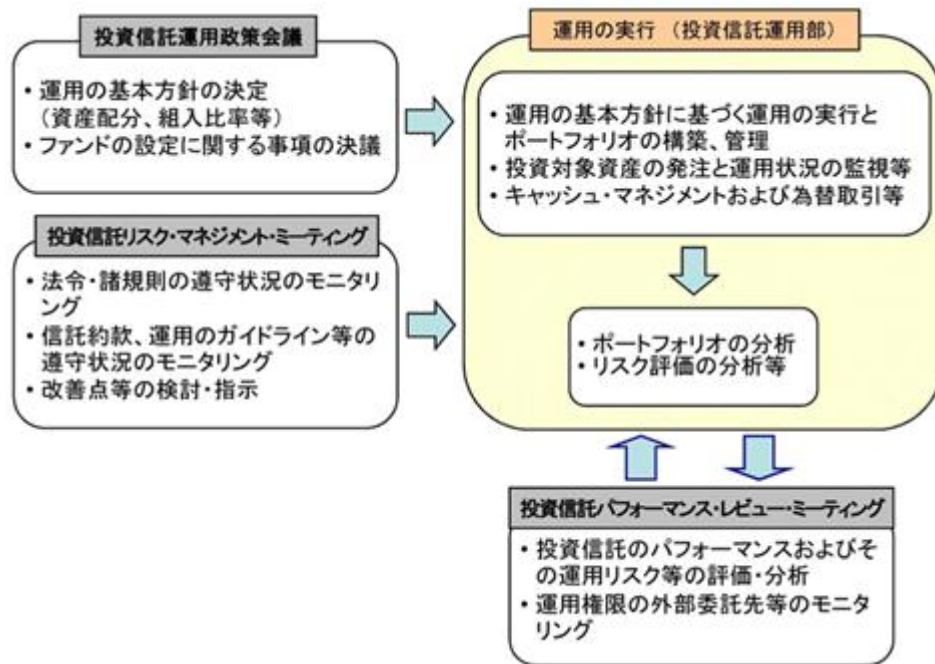 投資信託運用政策会議
・運用の基本方針の決定
（資産配分、組入比率等）
・ファンドの設定に関する事項の決議
投資信託リスク・マネジメント・ミーティング
・法令・諸規則の遵守状況のモニタリ
ング
・信託約款、運用のガイドライン等の
遵守状況のモニタリング
・改善点等の検討・指示
運用の実行 （投資信託運用部）
・運用の基本方針に基づく運用の実行と
ポートフォリオの構築、管理
・投資対象資産の発注と運用状況の監視等
・キャッシュ・マネジメントおよび為替取引等
・ポートフォリオの分析
・リスク評価の分析等
投資信託パフォーマンス・レビュー・ミーティング
・投資信託のパフォーマンスおよびそ
の運用リスク等の評価・分析
・運用権限の外部委託先等のモニタ
リング